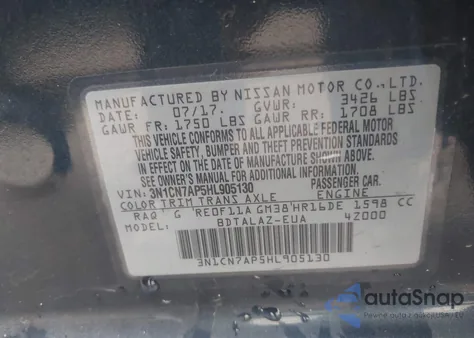 MANUFACTURED BY NISSAN MOTOR CO., LTD.
DATE: 07/17. GVWR: 3426 LBS
GAWR FR: 1750 LBS GAWR RR: 1708 LBS
THIS VEHICLE CONFORMS TO ALL APPLICABLE FEDERAL MOTOR
VEHICLE SAFETY, BUMPER, AND THEFT PREVENTION STANDARDS
IN EFFECT ON THE DATE OF MANUFACTURE SHOWN ABOVE.
SEE OWNER'S MANUAL FOR ADDITIONAL INFORMATION
VIN: 3N1CN7AP5HL905130 PASSENGER CAR.
COLOR TRIM TRANS AXLE ENGINE
RAQ G RE0F11A GM38 HR16DE 1598 CC
BDTALAZ-EUA 42000
3N1CN7AP5HL905130
autaSnap